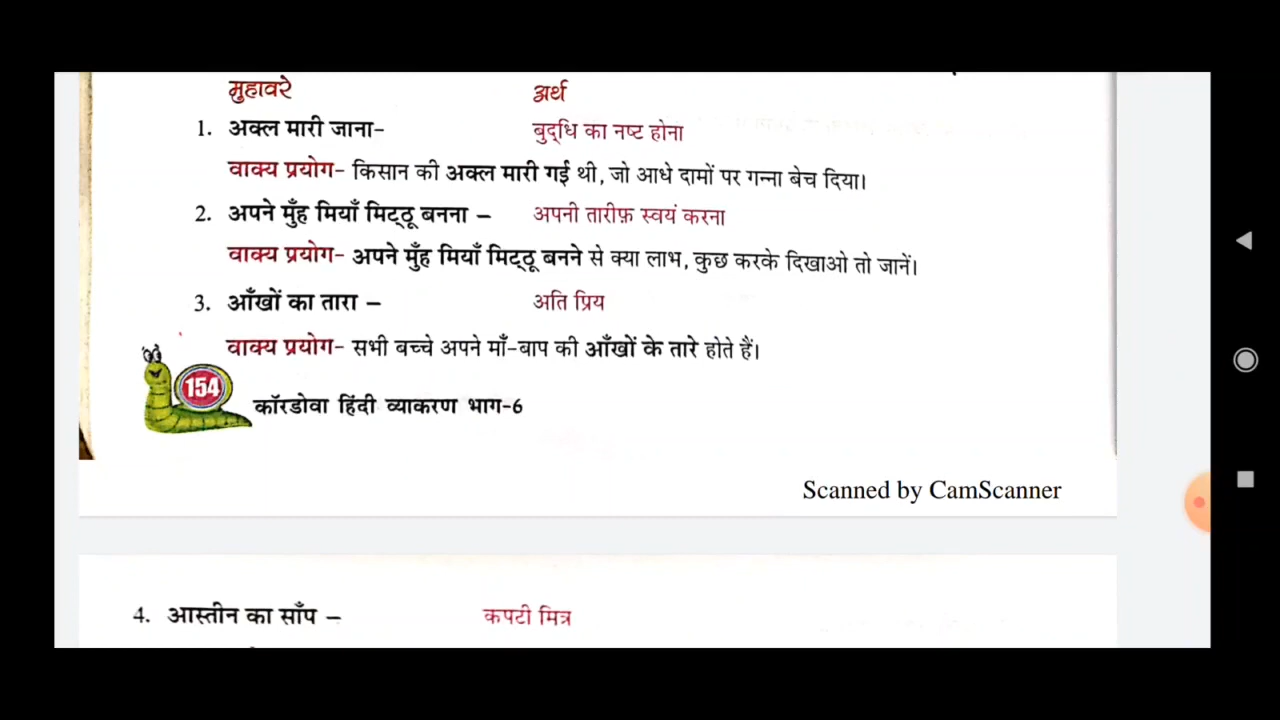 मुहावरे अर्थ
1. अक्ल मारी जाना- बुद्धि का नष्ट होना
वाक्य प्रयोग- किसान की अक्ल मारी गई थी, जो आधे दामों पर गन्ना बेच दिया।
2. अपने मुँह मियाँ मिट्ठू बनना – अपनी तारीफ़ स्वयं करना
वाक्य प्रयोग- अपने मुँह मियाँ मिट्ठू बनने से क्या लाभ, कुछ करके दिखाओ तो जानें।
3. आँखों का तारा – अति प्रिय
वाक्य प्रयोग- सभी बच्चे अपने माँ-बाप की आँखों के तारे होते हैं।
154
कॉरडोवा हिंदी व्याकरण भाग-6
Scanned by CamScanner
4. आस्तीन का साँप – कपटी मित्र